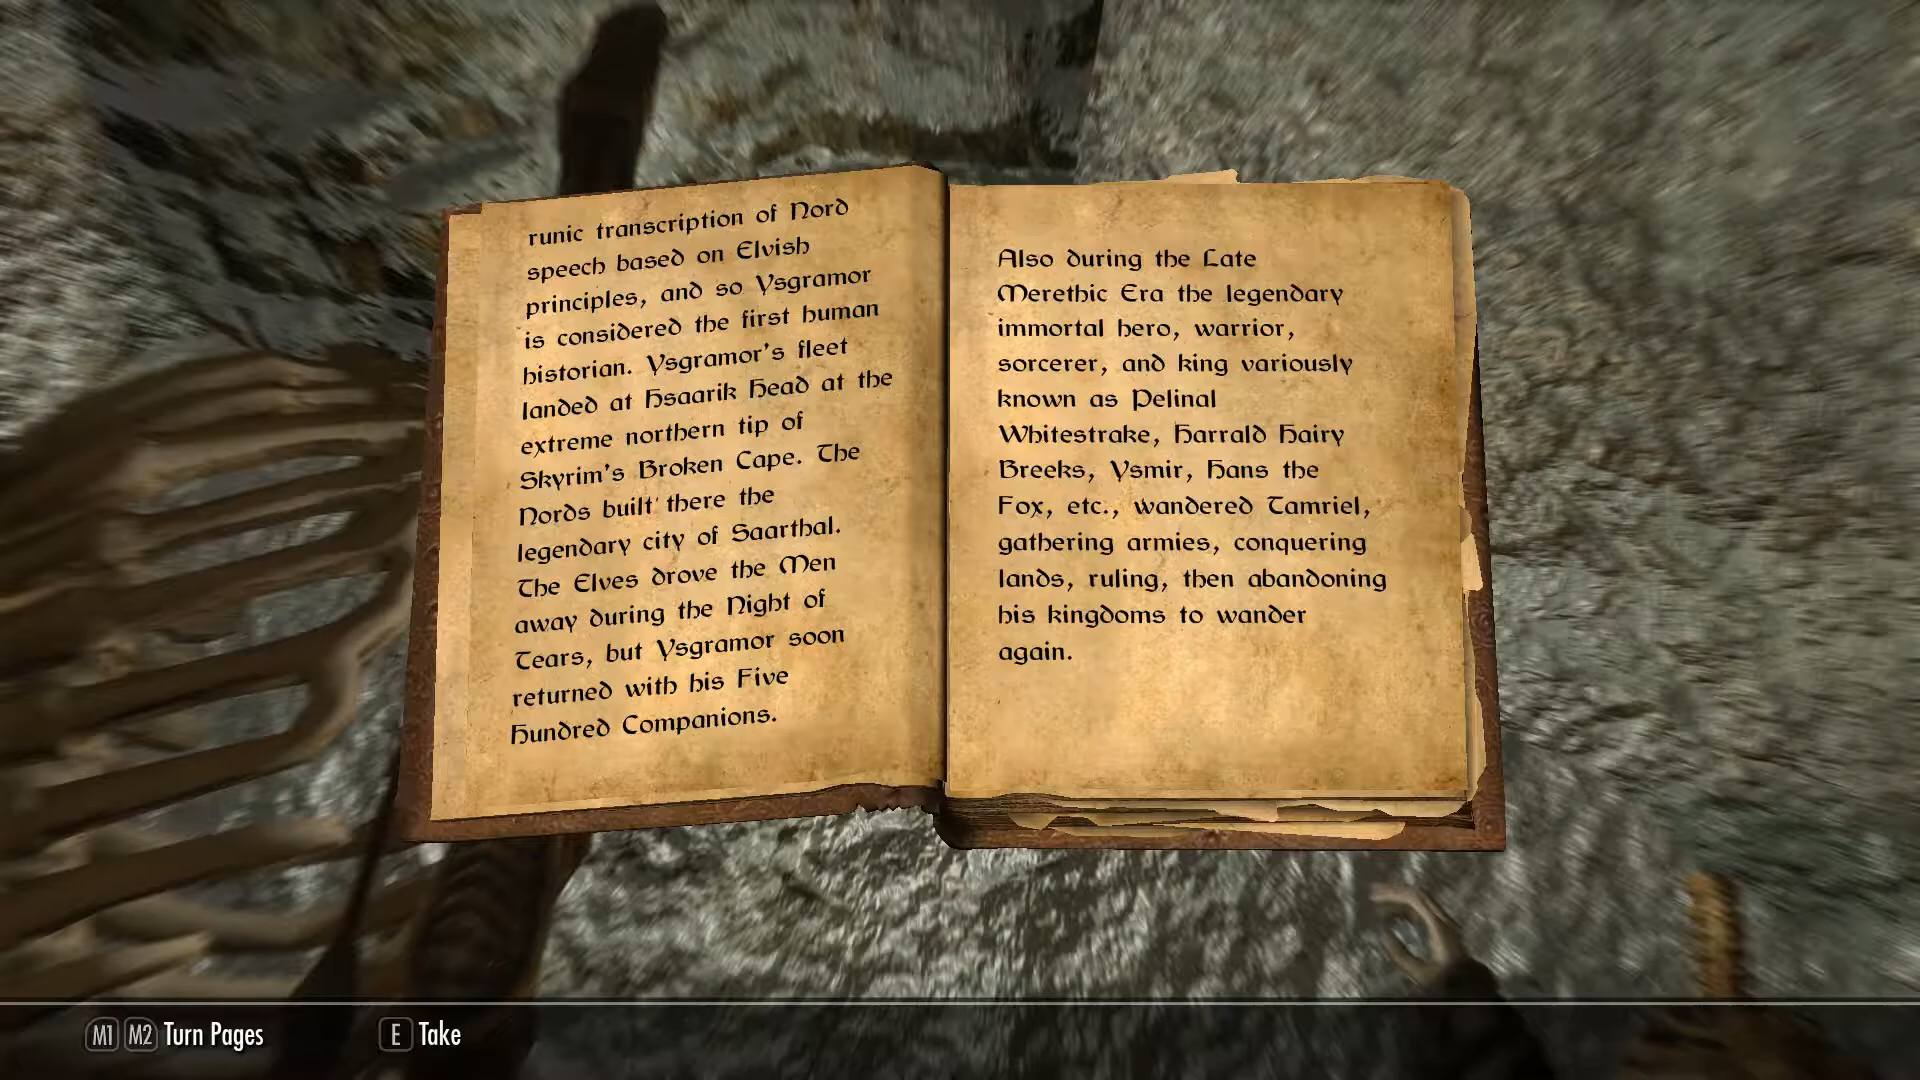 runic transcription of Nord
speech based on Elvish
principles, and so Ysgramor
is considered the first human
historian. Ysgramor's fleet
landed at Hsaarik Head at the
extreme northern tip of
Skyrim's Broken Cape. The
Nords built there the
legendary city of Saarthal.
The Elves drove the Men
away during the Night of
Tears, but Ysgramor soon
returned with his Five
Hundred Companions.
Also during the Late
Merethic Era the legendary
immortal hero, warrior,
sorcerer, and king variously
known as Pelinal
Whitestrake, Harrald Hairy
Breeks, Ysmir, Hans the
Fox, etc., wandered Tamriel,
gathering armies, conquering
lands, ruling, then abandoning
his kingdoms to wander
again.
M1 M2 Turn Pages E Take